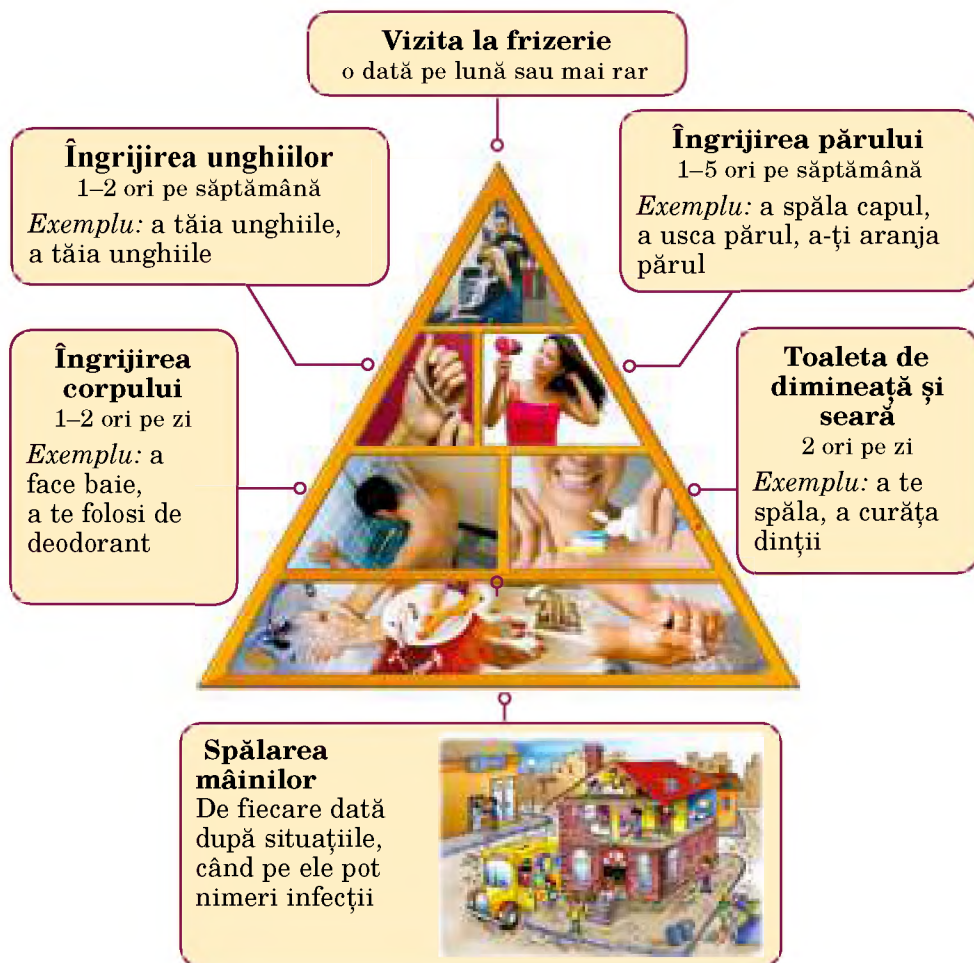 Vizita la frizerie
o dată pe lună sau mai rar
Îngrijirea unghiilor
1–2 ori pe săptămână
Exemplu: a tăia unghiile,
a tăia unghiile
Îngrijirea părului
1–5 ori pe săptămână
Exemplu: a spăla capul,
a usca părul, a-ți aranja
părul
Îngrijirea
corpului
1–2 ori pe zi
Exemplu: a
face baie,
a te folosi de
deodorant
Toaleta de
dimineață și
seară
2 ori pe zi
Exemplu: a te
spăla, a curăța
dinții
Spălarea
mâinilor
De fiecare dată
după situațiile,
când pe ele pot
nimeri infecții